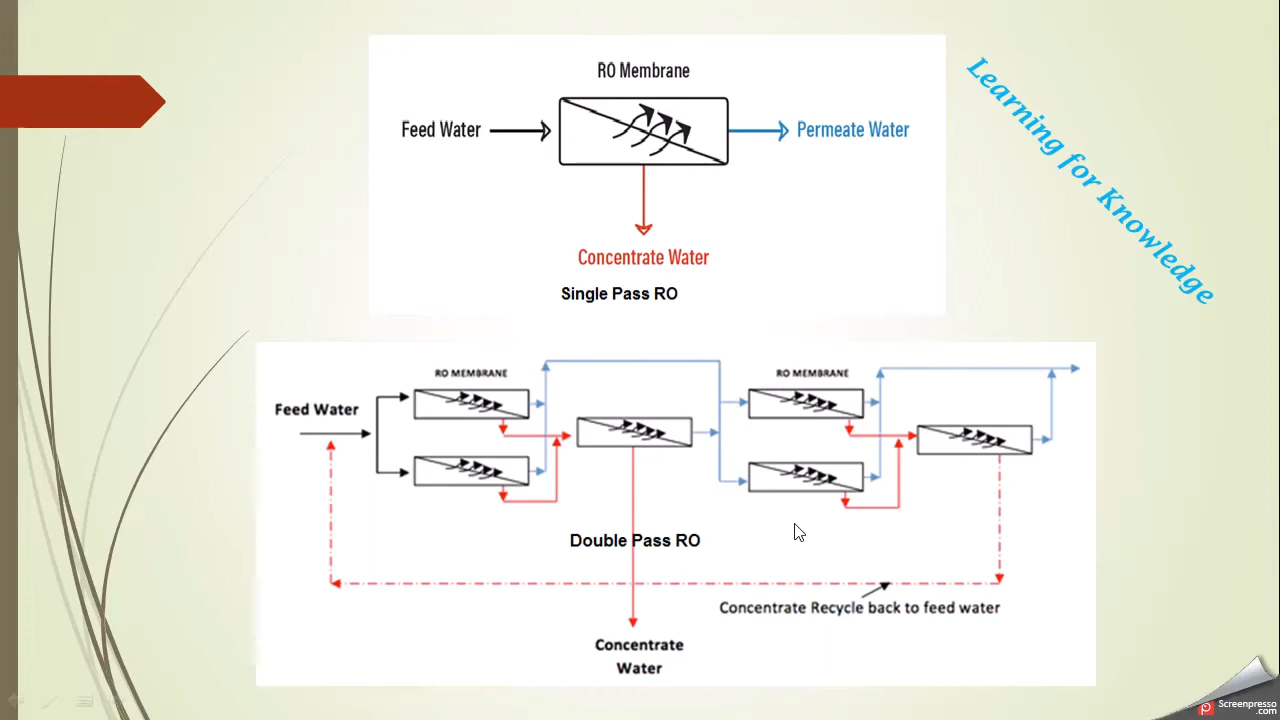 RO Membrane
Feed Water
Permeate Water
Concentrate Water
Single Pass RO
Learning for Knowledge
RO MEMBRANE
RO MEMBRANE
Feed Water
Double Pass RO
Concentrate Recycle back to feed water
Concentrate
Water
Screenpresso
.com